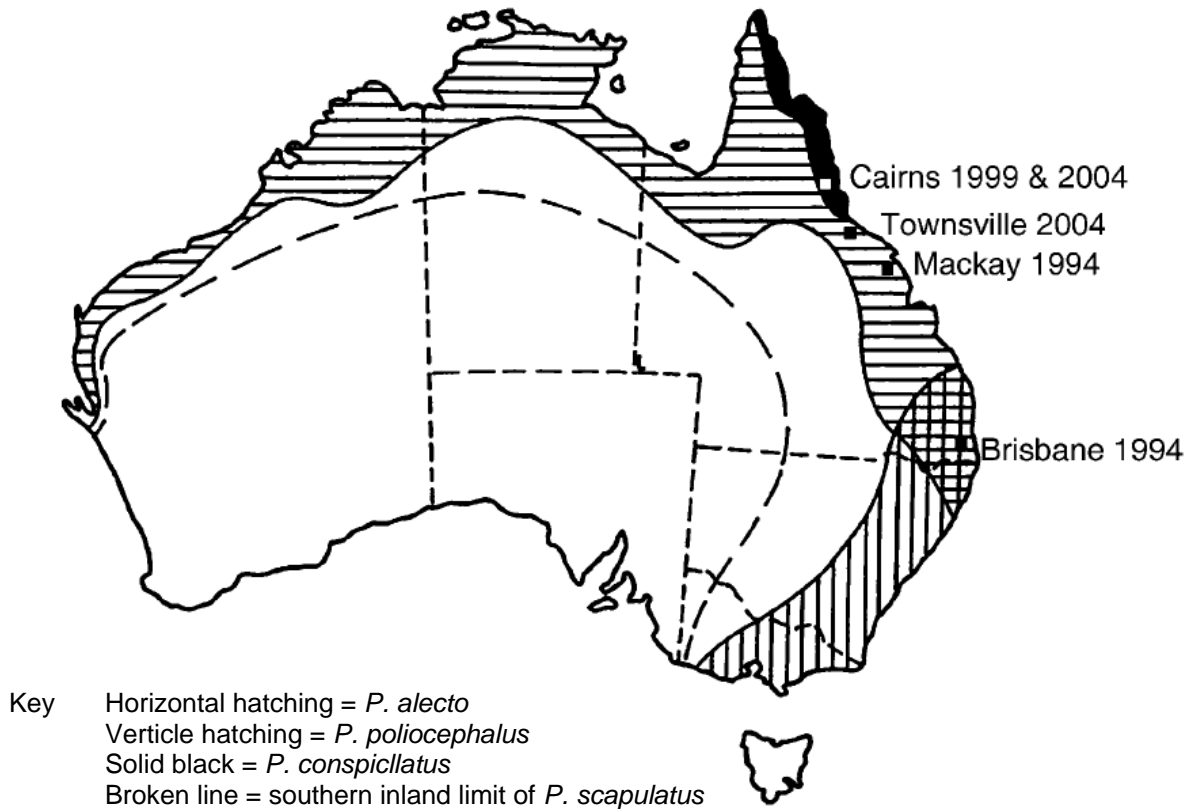 Cairns 1999 & 2004
Townsville 2004
Mackay 1994
Brisbane 1994
Key Horizontal hatching = P. alecto
Verticle hatching = P. poliocephalus
Solid black = P. conspicllatus
Broken line = southern inland limit of P. scapulatus